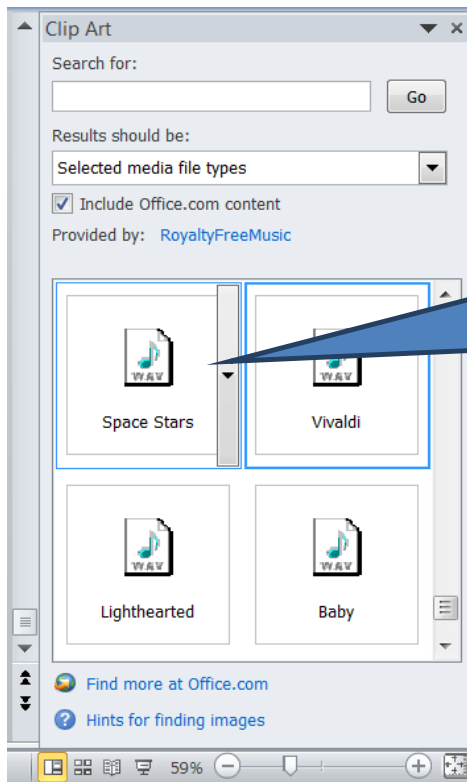 Clip Art
Search for:
Go
Results should be:
Selected media file types
Include Office.com content
Provided by: RoyaltyFreeMusic
WAV WAV
Space Stars Vivaldi
WAV WAV
Lighthearted Baby
Find more at Office.com
Hints for finding images
59%